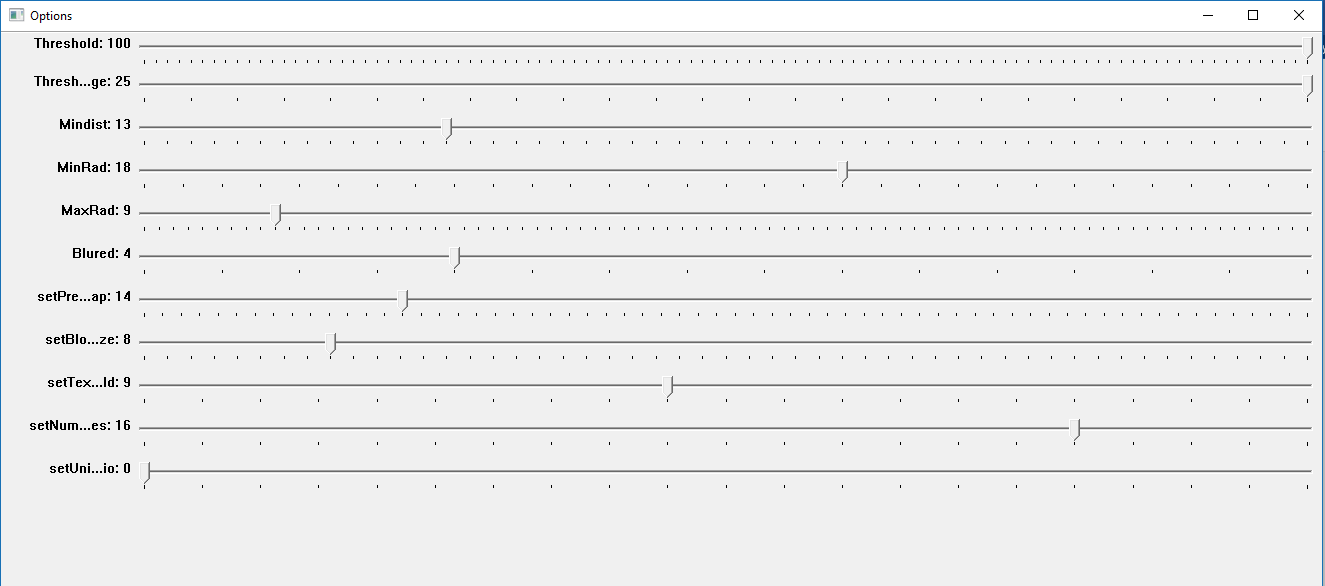 Options
Threshold: 100
Thresh...ge: 25
Mindist: 13
MinRad: 18
MaxRad: 9
Blured: 4
setPre...ap: 14
setBlo...ze: 8
setTex...ld: 9
setNum...es: 16
setUni...io: 0